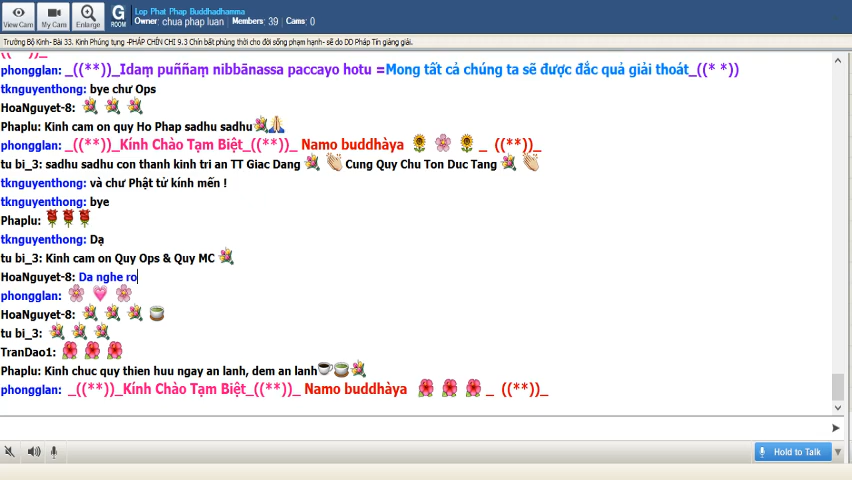 View Cam
My Cam
Enlarge
G
ROOM
Lop Phat Phap Buddhadhamma
Owner: chua phap luan / Members: 39 / Cams: 0
Trường Bộ Kinh- Bài 33. Kinh Phúng tụng -PHÁP CHÍN CHI 9.3 Chín bất phùng thời cho đời sống phạm hạnh- sẽ do DD Pháp Tín giảng giải.
phongglan: _((**))_Idaṃ puññaṃ nibbānassa paccayo hotu =Mong tất cả chúng ta sẽ được đắc quả giải thoát_((* *))
tknguyenthong: bye chư Ops
HoaNguyet-8: 💐 💐 💐
Phaplu: Kinh cam on quy Ho Phap sadhu sadhu💐🙏
phongglan: _((**))_Kính Chào Tạm Biệt_((**))_ Namo buddhàya 🌻 🌸 🌻 _ ((**))_
tu bi_3: sadhu sadhu con thanh kinh tri an TT Giac Dang 💐 👏 Cung Quy Chu Ton Duc Tang 💐 👏
tknguyenthong: và chư Phật tử kính mến !
tknguyenthong: bye
Phaplu: 🌹🌹🌹
tknguyenthong: Dạ
tu bi_3: Kinh cam on Quy Ops & Quy MC 💐
HoaNguyet-8: Da nghe ro
phongglan: 🌸 💗 🌸
HoaNguyet-8: 💐 💐 💐 🍵
tu bi_3: 💐 💐 💐
TranDao1: 🌺 🌺 🌺
Phaplu: Kinh chuc quy thien huu ngay an lanh, dem an lanh☕🍵💐
phongglan: _((**))_Kính Chào Tạm Biệt_((**))_ Namo buddhàya 🌺 🌺 🌺 _ ((**))_
Hold to Talk